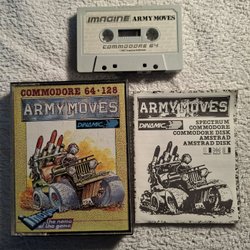 IMAGINE ARMY MOVES
COMMODORE 64
COMMODORE 64·128
ARMY MOVES
DINAMIC
the name
of the game
ARMY MOVES
DINAMIC
SPECTRUM
COMMODORE
COMMODORE DISK
AMSTRAD
AMSTRAD DISK